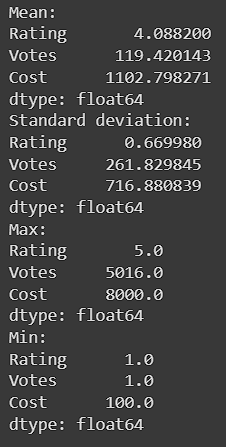 Mean:
Rating 4.088200
Votes 119.420143
Cost 1102.798271
dtype: float64
Standard deviation:
Rating 0.669980
Votes 261.829845
Cost 716.880839
dtype: float64
Max:
Rating 5.0
Votes 5016.0
Cost 8000.0
dtype: float64
Min:
Rating 1.0
Votes 1.0
Cost 100.0
dtype: float64